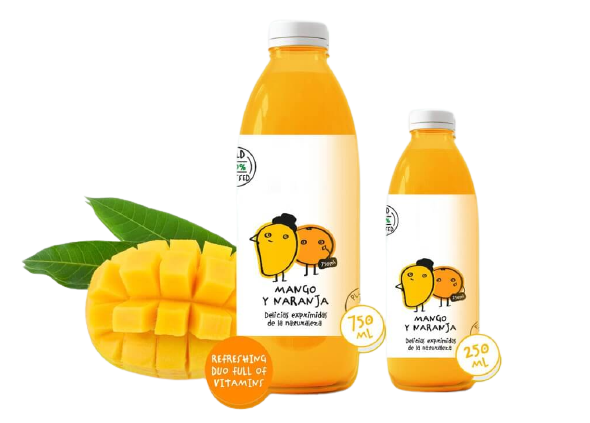 MANGO
Y NARANJA
Delicias exprimidas
de la naturaleza
750
ML
REFRESHING
DUO FULL OF
VITAMINS
MANGO
Y NARANJA
Delicias exprimidas
de la naturaleza
250
ML